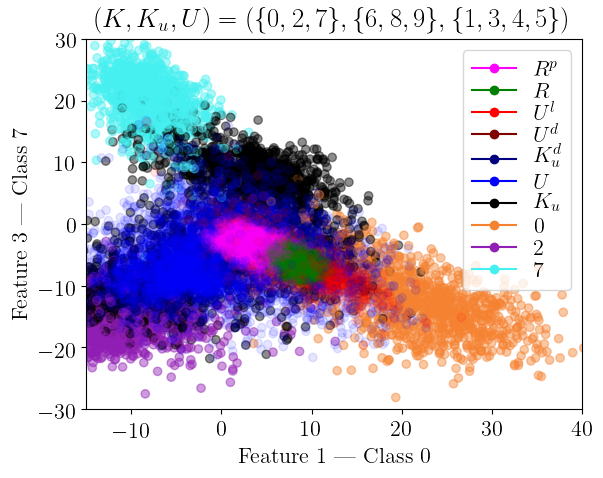 (K, K_u, U) = ({0, 2, 7}, {6, 8, 9}, {1, 3, 4, 5})
30
20
10
0
−10
−20
−30
Feature 3 — Class 7
R^p
R
U^l
U^d
K_u^d
U
K_u
0
2
7
−10
0
10
20
30
40
Feature 1 — Class 0